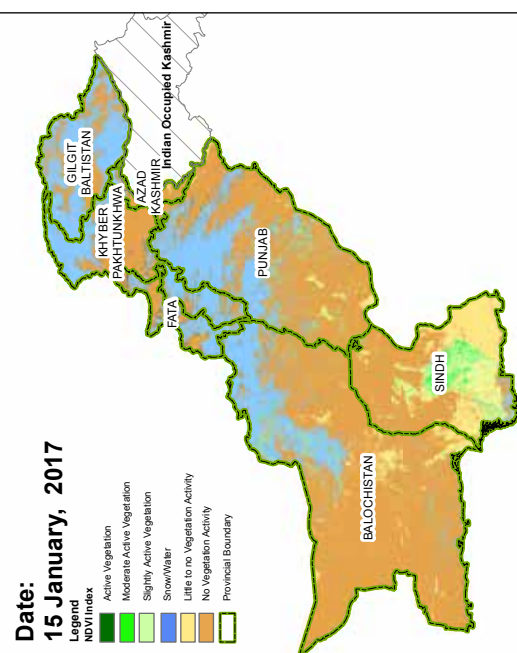 Date:
15 January, 2017
Legend
NDVI Index
Active Vegetation
Moderate Active Vegetation
Slightly Active Vegetation
Snow/Water
Little to no Vegetation Activity
No Vegetation Activity
Provincial Boundary
GILGIT
BALTISTAN
KHYBER
PAKHTUNKHWA
AZAD
KASHMIR
Indian Occupied Kashmir
FATA
PUNJAB
BALOCHISTAN
SINDH